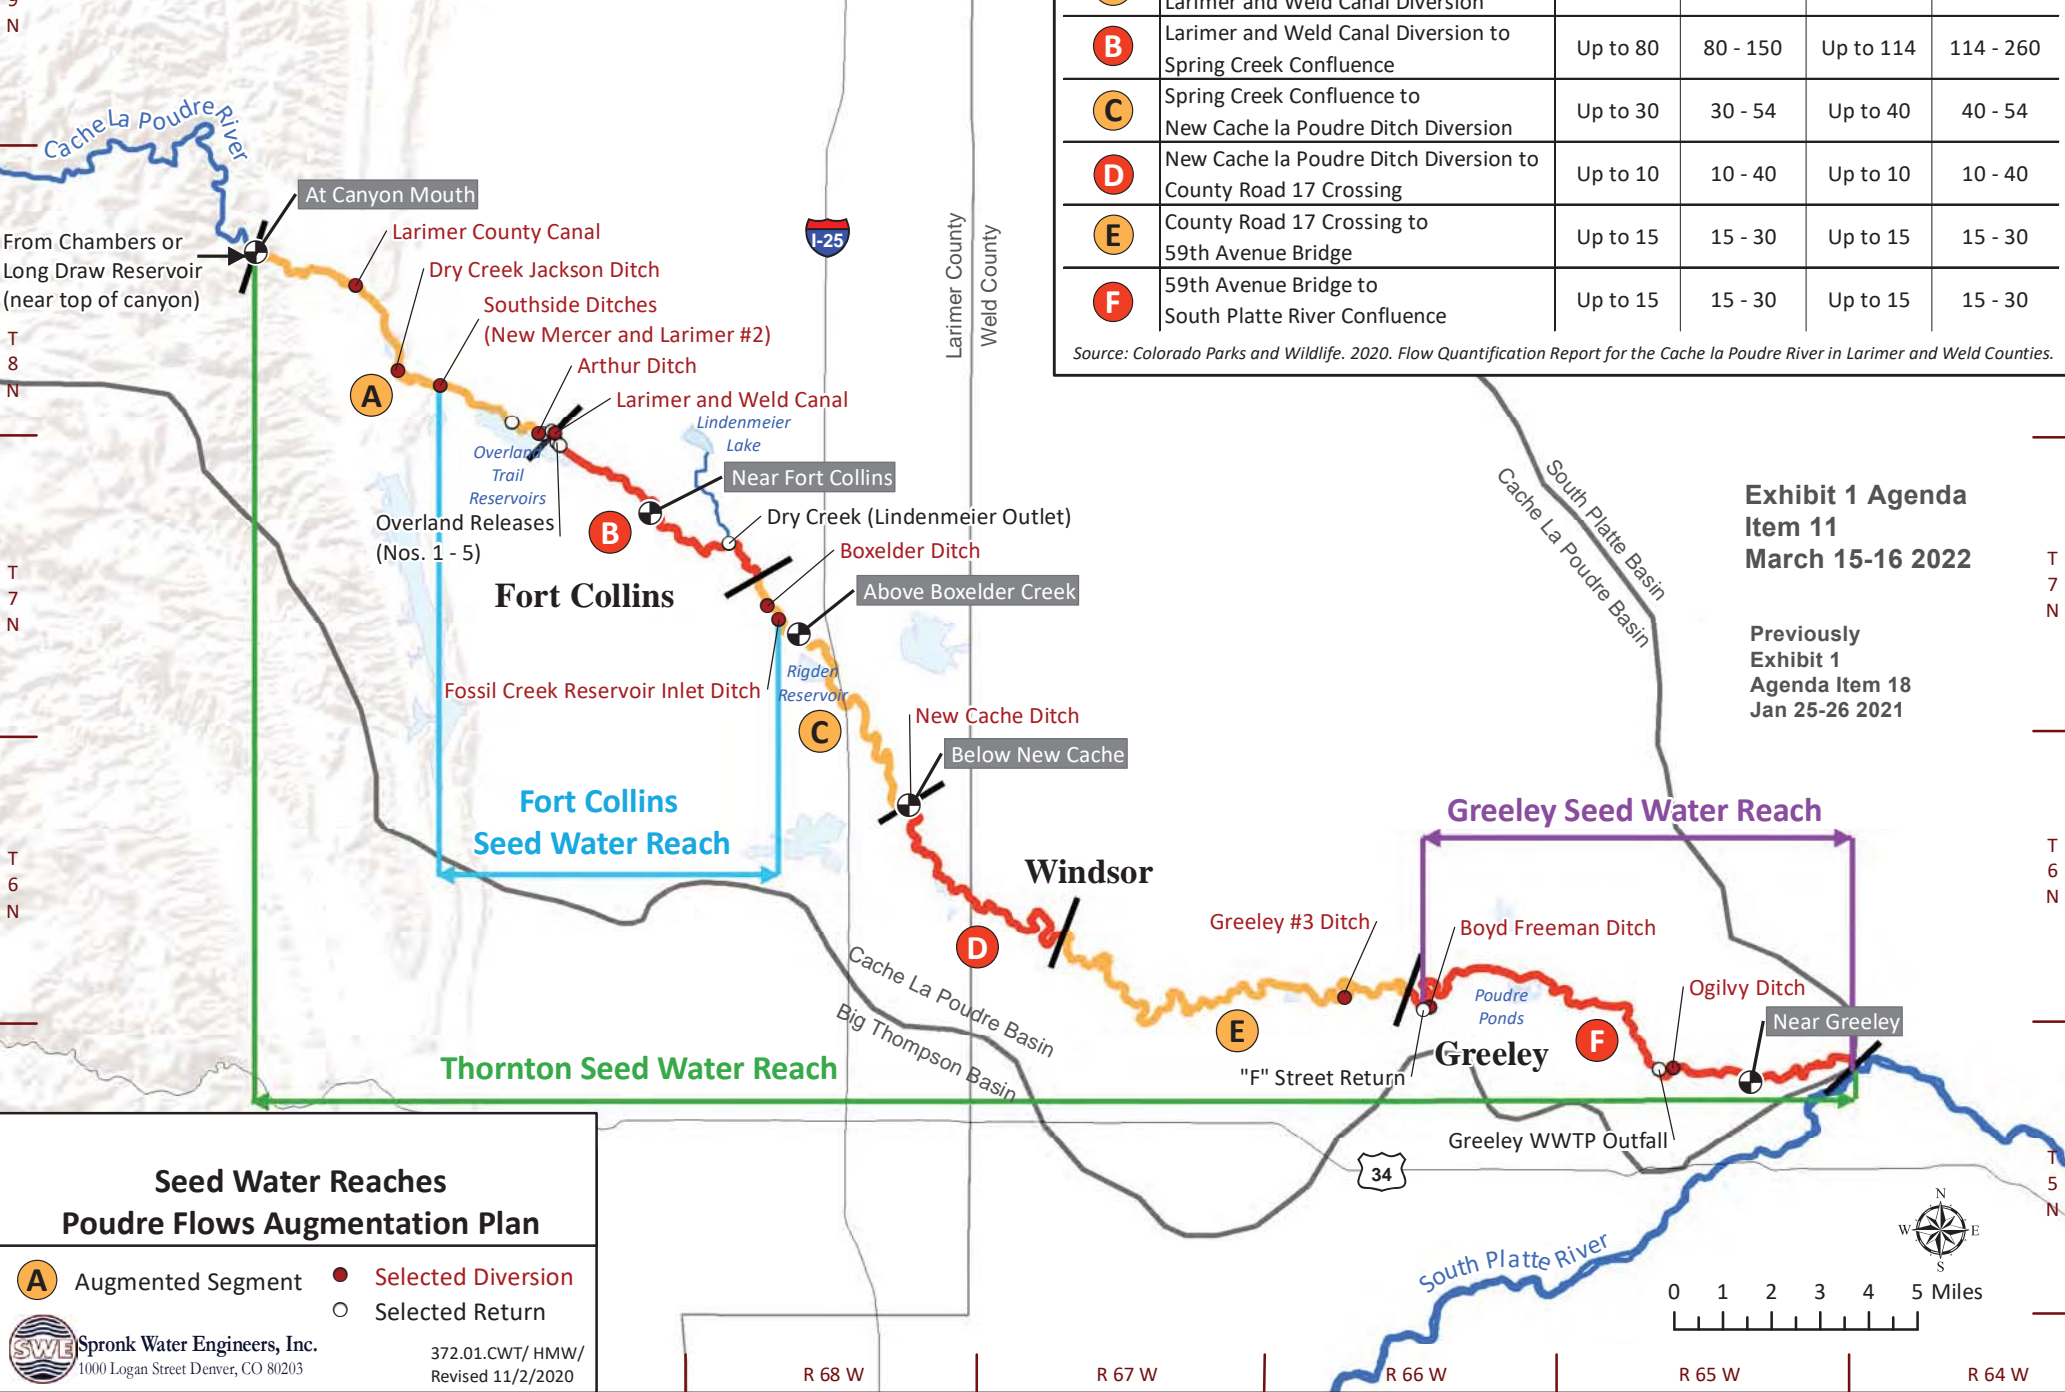 9
N
Larimer and Weld Canal Diversion
B
Larimer and Weld Canal Diversion to
Spring Creek Confluence
Up to 80
80 - 150
Up to 114
114 - 260
C
Spring Creek Confluence to
New Cache la Poudre Ditch Diversion
Up to 30
30 - 54
Up to 40
40 - 54
D
New Cache la Poudre Ditch Diversion to
County Road 17 Crossing
Up to 10
10 - 40
Up to 10
10 - 40
E
County Road 17 Crossing to
59th Avenue Bridge
Up to 15
15 - 30
Up to 15
15 - 30
F
59th Avenue Bridge to
South Platte River Confluence
Up to 15
15 - 30
Up to 15
15 - 30
Source: Colorado Parks and Wildlife. 2020. Flow Quantification Report for the Cache la Poudre River in Larimer and Weld Counties.
Cache La Poudre River
At Canyon Mouth
From Chambers or
Long Draw Reservoir
(near top of canyon)
Larimer County Canal
Dry Creek Jackson Ditch
Southside Ditches
(New Mercer and Larimer #2)
Arthur Ditch
Larimer and Weld Canal
I-25
Larimer County
Weld County
T
8
N
A
Lindenmeier
Lake
Overland
Trail
Reservoirs
Near Fort Collins
Overland Releases
(Nos. 1 - 5)
B
Dry Creek (Lindenmeier Outlet)
Boxelder Ditch
Fort Collins
Above Boxelder Creek
South Platte Basin
Cache La Poudre Basin
Exhibit 1 Agenda
Item 11
March 15-16 2022
T
7
N
T
7
N
Previously
Exhibit 1
Agenda Item 18
Jan 25-26 2021
Rigden
Reservoir
Fossil Creek Reservoir Inlet Ditch
C
New Cache Ditch
Below New Cache
Fort Collins
Seed Water Reach
Greeley Seed Water Reach
T
6
N
T
6
N
Windsor
D
Greeley #3 Ditch
Boyd Freeman Ditch
Cache La Poudre Basin
Big Thompson Basin
Poudre
Ponds
Ogilvy Ditch
Near Greeley
E
F
Greeley
"F" Street Return
Thornton Seed Water Reach
Greeley WWTP Outfall
34
T
5
N
Seed Water Reaches
Poudre Flows Augmentation Plan
A
Augmented Segment
Selected Diversion
Selected Return
SWE
Spronk Water Engineers, Inc.
1000 Logan Street Denver, CO 80203
372.01.CWT/ HMW/
Revised 11/2/2020
South Platte River
N
W
E
S
0 1 2 3 4 5 Miles
R 68 W
R 67 W
R 66 W
R 65 W
R 64 W